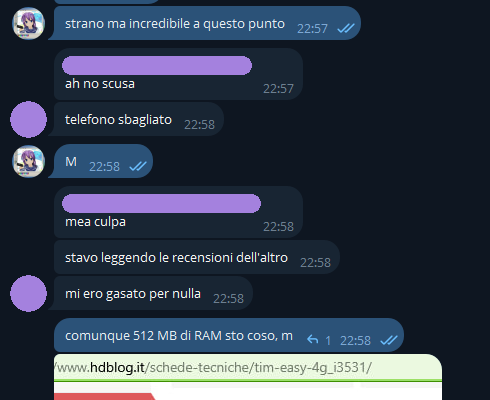 strano ma incredibile a questo punto 22:57
ah no scusa 22:57
telefono sbagliato 22:58
M 22:58
mea culpa 22:58
stavo leggendo le recensioni dell'altro 22:58
mi ero gasato per nulla 22:58
comunque 512 MB di RAM sto coso, m 1 22:58
/www.hdblog.it/schede-tecniche/tim-easy-4g_i3531/